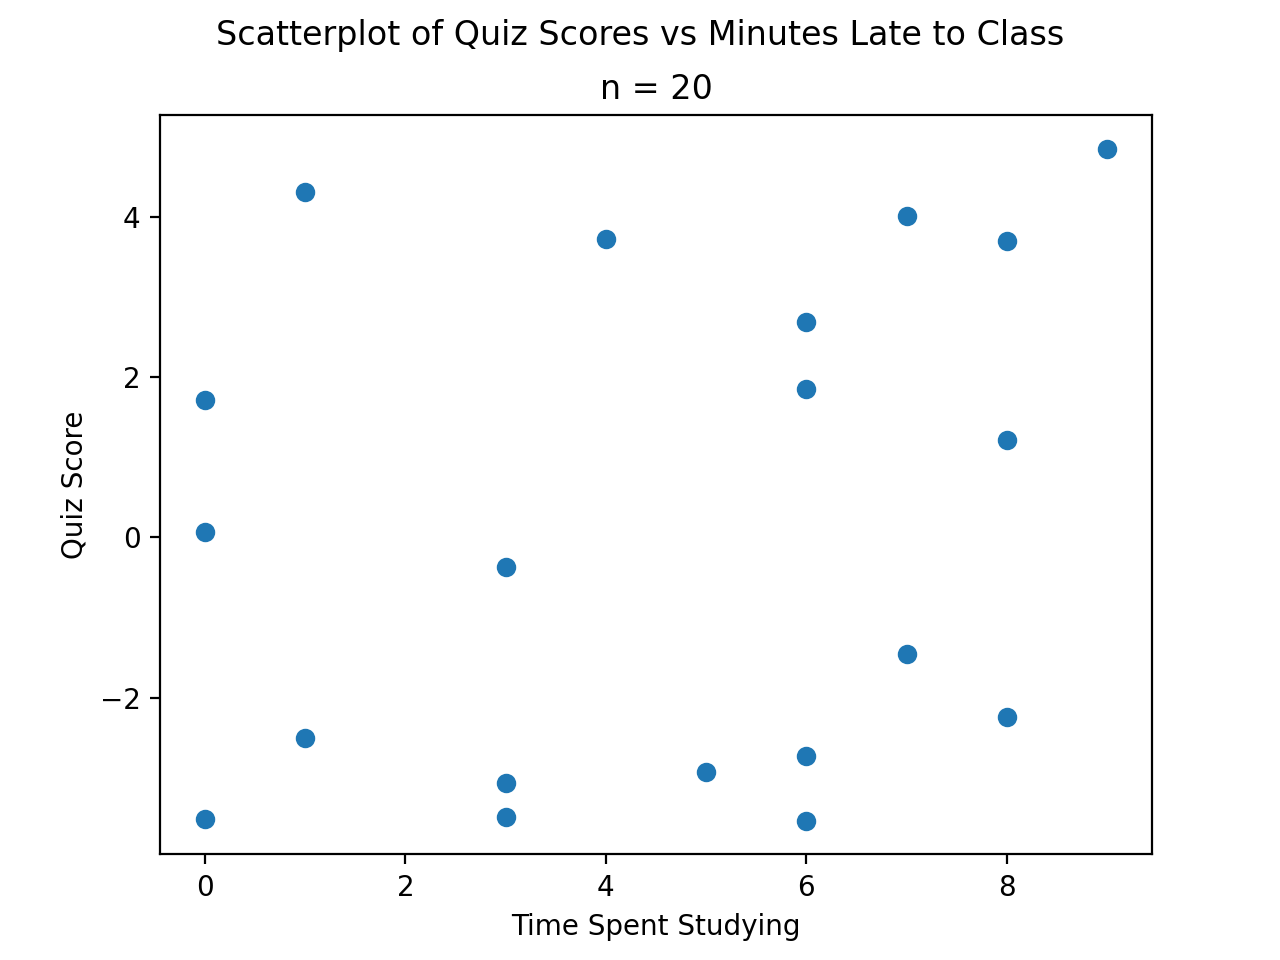 Scatterplot of Quiz Scores vs Minutes Late to Class
n = 20
4
2
0
−2
Quiz Score
0 2 4 6 8
Time Spent Studying